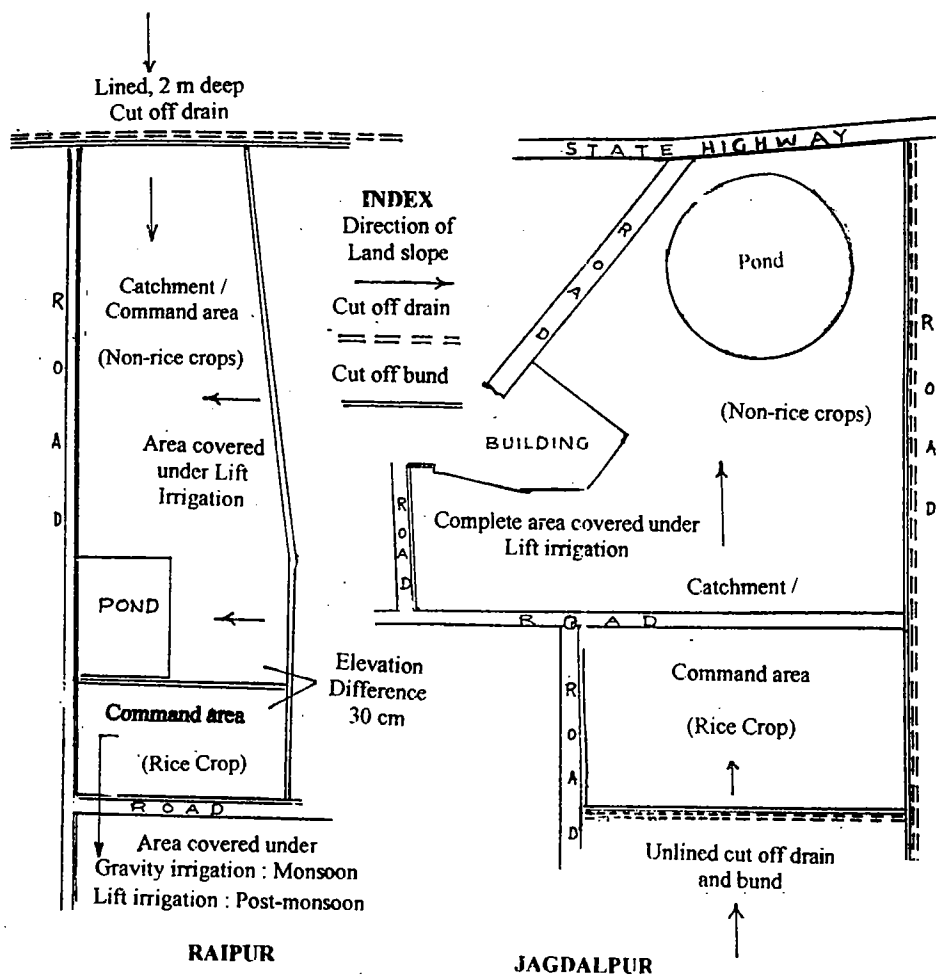 Lined, 2 m deep
Cut off drain
ROAD
Catchment /
Command area
(Non-rice crops)
Area covered
under Lift
Irrigation
POND
Command area
(Rice Crop)
ROAD
Area covered under
Gravity irrigation : Monsoon
Lift irrigation : Post-monsoon
RAIPUR
INDEX
Direction of
Land slope
Cut off drain
Cut off bund
Elevation
Difference
30 cm
STATE HIGHWAY
ROAD
Pond
ROAD
(Non-rice crops)
BUILDING
ROAD
Complete area covered under
Lift irrigation
Catchment /
ROAD
ROAD
Command area
(Rice Crop)
Unlined cut off drain
and bund
JAGDALPUR